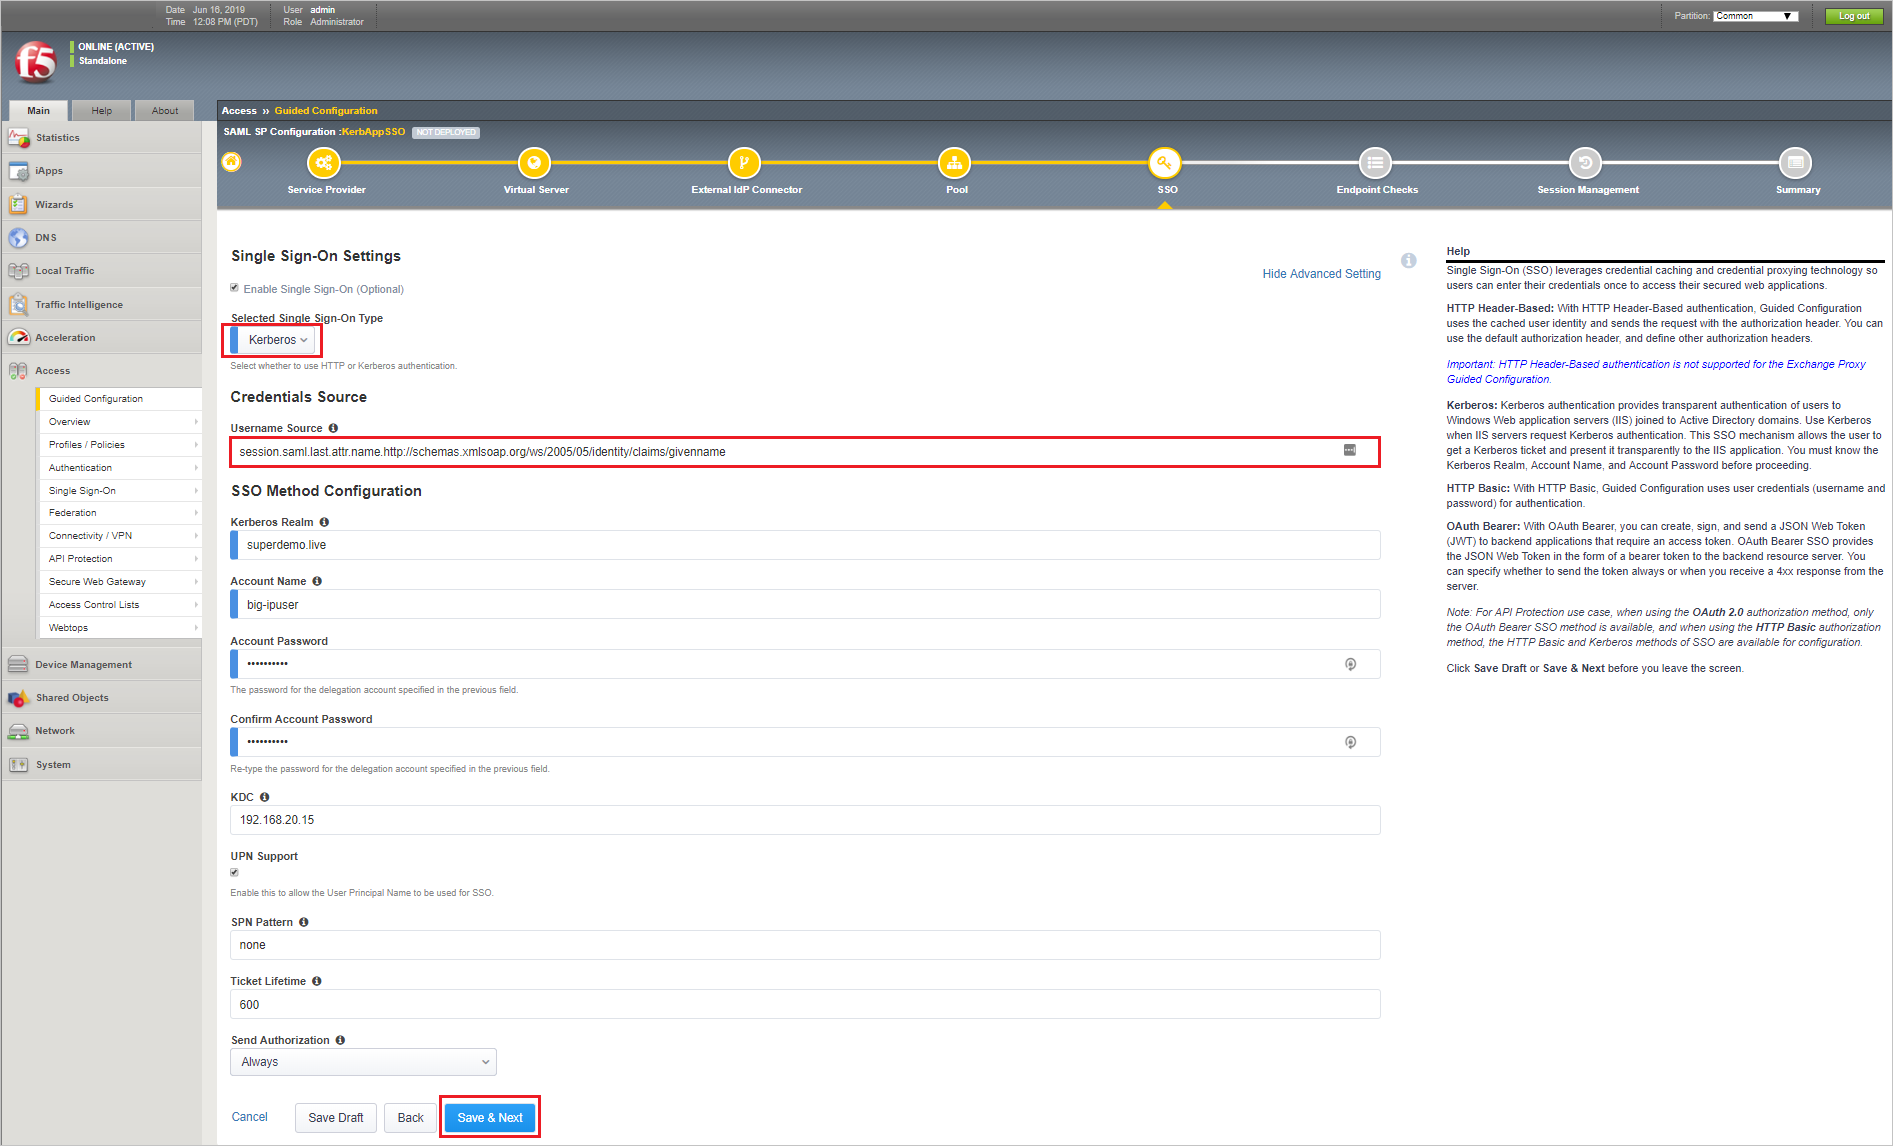 Date Jun 16, 2019 User admin
Time 12:08 PM (PDT) Role Administrator
Partition: Common
Log out
f5
ONLINE (ACTIVE)
Standalone
Main Help About
Statistics
iApps
Wizards
DNS
Local Traffic
Traffic Intelligence
Acceleration
Access
Guided Configuration
Overview
Profiles / Policies
Authentication
Single Sign-On
Federation
Connectivity / VPN
API Protection
Secure Web Gateway
Access Control Lists
Webtops
Device Management
Shared Objects
Network
System
Access » Guided Configuration
SAML SP Configuration :KerbAppSSO NOT DEPLOYED
Service Provider Virtual Server External IdP Connector Pool SSO Endpoint Checks Session Management Summary
Single Sign-On Settings
Hide Advanced Setting
Enable Single Sign-On (Optional)
Selected Single Sign-On Type
Kerberos
Select whether to use HTTP or Kerberos authentication.
Credentials Source
Username Source
session.saml.last.attr.name.http://schemas.xmlsoap.org/ws/2005/05/identity/claims/givenname
SSO Method Configuration
Kerberos Realm
superdemo.live
Account Name
big-ipuser
Account Password
••••••••••
The password for the delegation account specified in the previous field.
Confirm Account Password
••••••••••
Re-type the password for the delegation account specified in the previous field.
KDC
192.168.20.15
UPN Support
Enable this to allow the User Principal Name to be used for SSO.
SPN Pattern
none
Ticket Lifetime
600
Send Authorization
Always
Cancel Save Draft Back Save & Next
Help
Single Sign-On (SSO) leverages credential caching and credential proxying technology so
users can enter their credentials once to access their secured web applications.
HTTP Header-Based: With HTTP Header-Based authentication, Guided Configuration
uses the cached user identity and sends the request with the authorization header. You can
use the default authorization header, and define other authorization headers.
Important: HTTP Header-Based authentication is not supported for the Exchange Proxy
Guided Configuration.
Kerberos: Kerberos authentication provides transparent authentication of users to
Windows Web application servers (IIS) joined to Active Directory domains. Use Kerberos
when IIS servers request Kerberos authentication. This SSO mechanism allows the user to
get a Kerberos ticket and present it transparently to the IIS application. You must know the
Kerberos Realm, Account Name, and Account Password before proceeding.
HTTP Basic: With HTTP Basic, Guided Configuration uses user credentials (username and
password) for authentication.
OAuth Bearer: With OAuth Bearer, you can create, sign, and send a JSON Web Token
(JWT) to backend applications that require an access token. OAuth Bearer SSO provides
the JSON Web Token in the form of a bearer token to the backend resource server. You
can specify whether to send the token always or when you receive a 4xx response from the
server.
Note: For API Protection use case, when using the OAuth 2.0 authorization method, only
the OAuth Bearer SSO method is available, and when using the HTTP Basic authorization
method, the HTTP Basic and Kerberos methods of SSO are available for configuration.
Click Save Draft or Save & Next before you leave the screen.